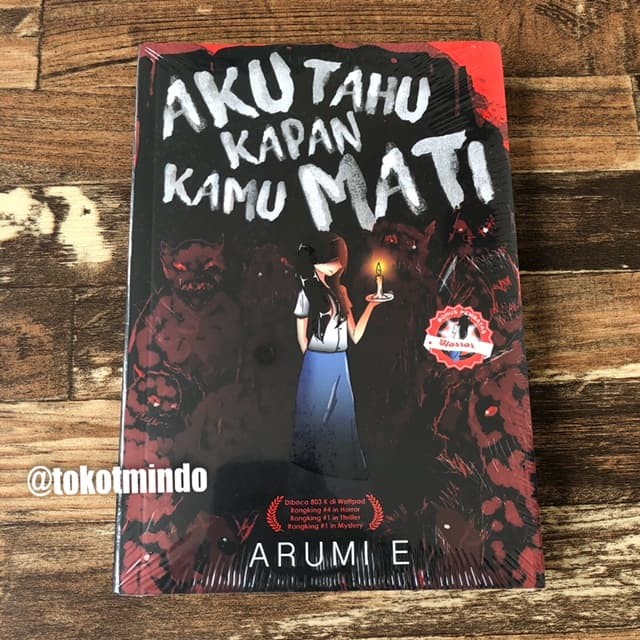 AKU TAHU
KAPAN
KAMU MATI
Horror
@tokotmindo
Dibaca 803 K di Wattpad
Rangking #4 in Horror
Rangking #1 in Thriller
Rangking #1 in Mystery
ARUMI E